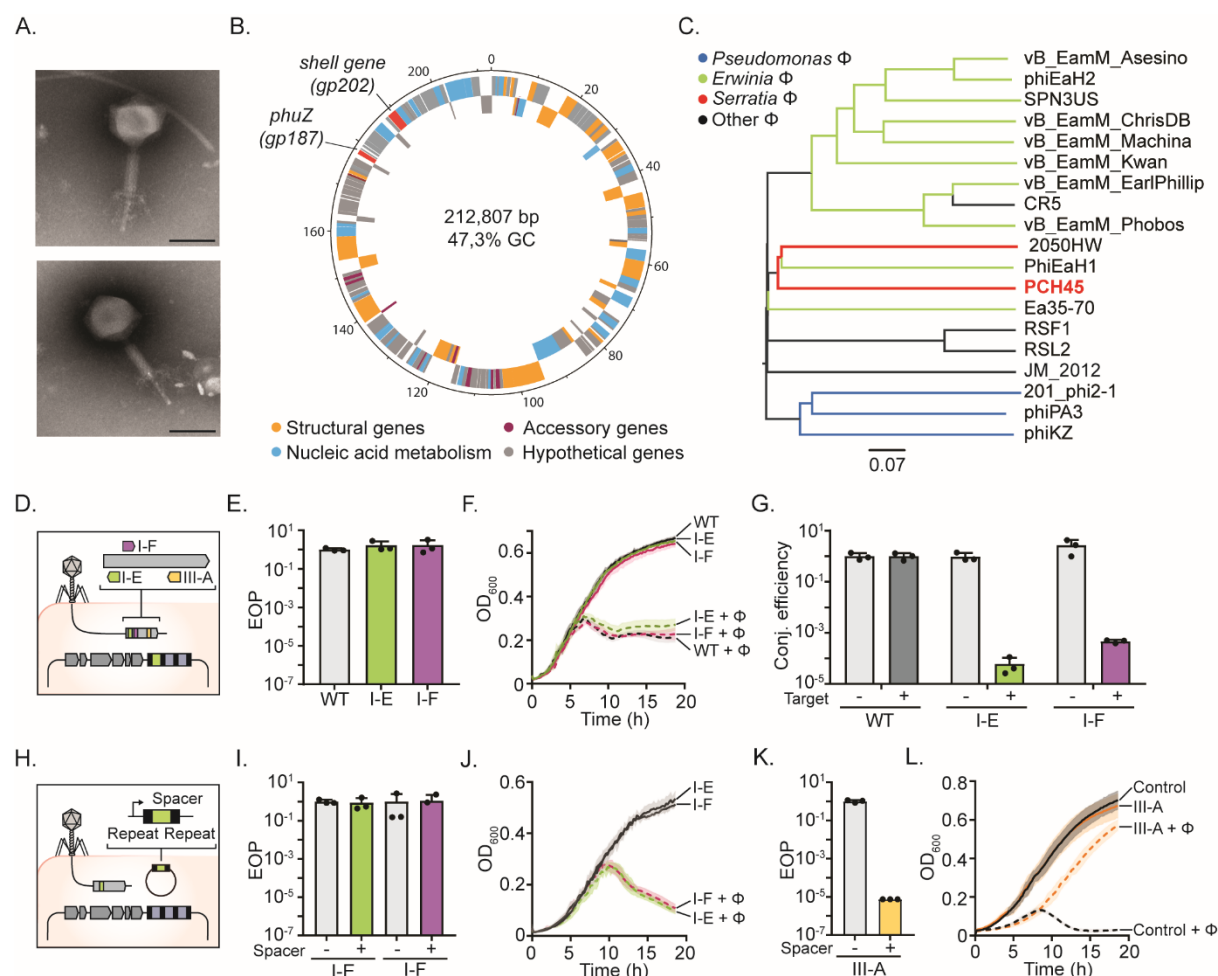 A.
B.
shell gene
(gp202)
phuZ
(gp187)
0
20
40
60
80
100
120
140
160
200
212,807 bp
47,3% GC
Structural genes
Accessory genes
Nucleic acid metabolism
Hypothetical genes
C.
Pseudomonas Φ
Erwinia Φ
Serratia Φ
Other Φ
vB_EamM_Asesino
phiEaH2
SPN3US
vB_EamM_ChrisDB
vB_EamM_Machina
vB_EamM_Kwan
vB_EamM_EarlPhillip
CR5
vB_EamM_Phobos
2050HW
PhiEaH1
PCH45
Ea35-70
RSF1
RSL2
JM_2012
201_phi2-1
phiPA3
phiKZ
0.07
D.
I-F
I-E
III-A
E.
EOP
10¹
10⁻¹
10⁻³
10⁻⁵
10⁻⁷
WT
I-E
I-F
F.
OD₆₀₀
0.6
0.4
0.2
0
0
5
10
15
20
Time (h)
WT
I-E
I-F
I-E + Φ
I-F + Φ
WT + Φ
G.
Conj. efficiency
10¹
10⁻¹
10⁻³
10⁻⁵
Target
-
+
-
+
-
+
WT
I-E
I-F
H.
Spacer
Repeat Repeat
I.
EOP
10¹
10⁻¹
10⁻³
10⁻⁵
10⁻⁷
Spacer
-
+
-
+
I-E
I-F
J.
OD₆₀₀
0.6
0.4
0.2
0
0
5
10
15
20
Time (h)
I-E
I-F
I-F + Φ
I-E + Φ
K.
EOP
10¹
10⁻¹
10⁻³
10⁻⁵
10⁻⁷
Spacer
-
+
III-A
L.
OD₆₀₀
0.8
0.6
0.4
0.2
0
0
5
10
15
20
Time (h)
Control
III-A
III-A + Φ
Control + Φ